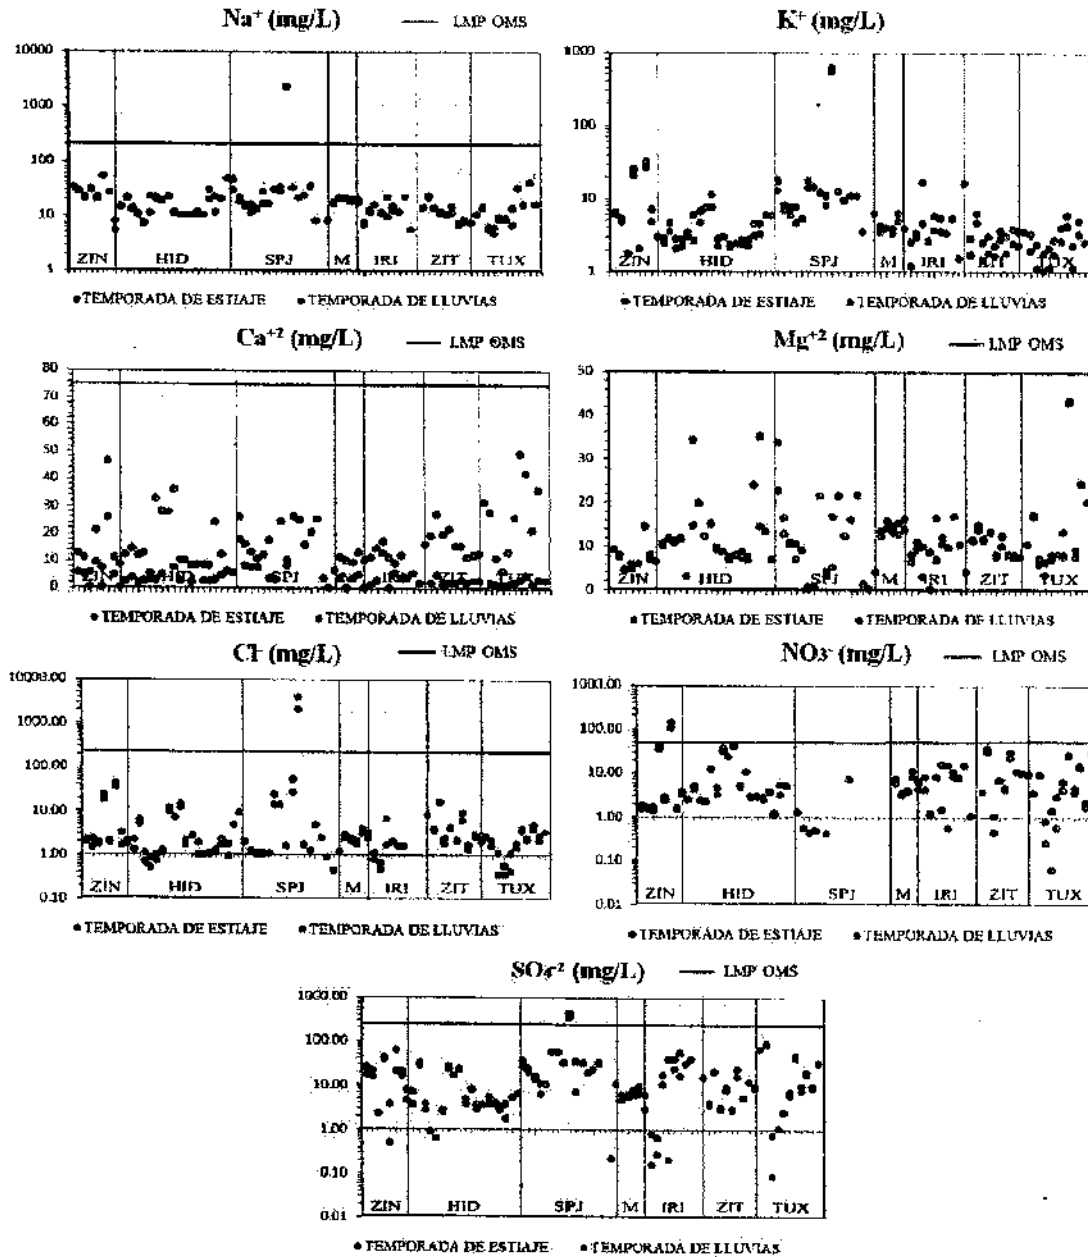 Na⁺ (mg/L) LMP OMS
10000
1000
100
10
1
ZIN HID SPJ M IRI ZIT TUX
TEMPORADA DE ESTIAJE TEMPORADA DE LLUVIAS
K⁺ (mg/L)
1000
100
10
1
ZIN HID SPJ M IRI ZIT TUX
TEMPORADA DE ESTIAJE TEMPORADA DE LLUVIAS
Ca⁺² (mg/L) LMP OMS
80
70
60
50
40
30
20
10
0
ZIN HID SPJ M IRI ZIT TUX
TEMPORADA DE ESTIAJE TEMPORADA DE LLUVIAS
Mg⁺² (mg/L) LMP OMS
50
40
30
20
10
0
ZIN HID SPJ M IRI ZIT TUX
TEMPORADA DE ESTIAJE TEMPORADA DE LLUVIAS
Cl⁻ (mg/L) LMP OMS
10000.00
1000.00
100.00
10.00
1.00
0.10
ZIN HID SPJ M IRI ZIT TUX
TEMPORADA DE ESTIAJE TEMPORADA DE LLUVIAS
NO₃⁻ (mg/L) LMP OMS
1000.00
100.00
10.00
1.00
0.10
0.01
ZIN HID SPJ M IRI ZIT TUX
TEMPORADA DE ESTIAJE TEMPORADA DE LLUVIAS
SO₄⁻² (mg/L) LMP OMS
1000.00
100.00
10.00
1.00
0.10
0.01
ZIN HID SPJ M IRI ZIT TUX
TEMPORADA DE ESTIAJE TEMPORADA DE LLUVIAS